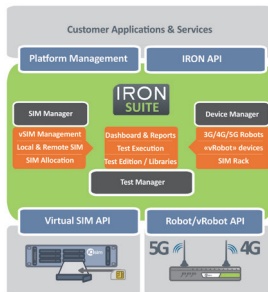 Customer Applications & Services
Platform Management
IRON API
IRON
SUITE
SIM Manager
Device Manager
vSIM Management
Local & Remote SIM
SIM Allocation
Dashboard & Reports
Test Execution
Test Edition / Libraries
3G/4G/5G Robots
«vRobot» devices
SIM Rack
Test Manager
Virtual SIM API
Robot/vRobot API
5G
4G